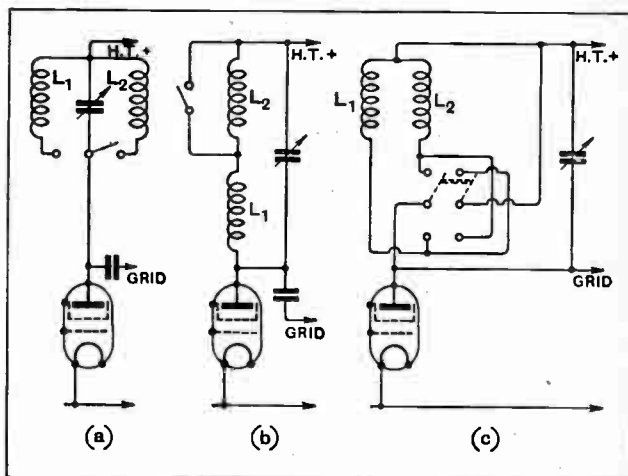 H.T.+
L1
L2
GRID
(a)
H.T.+
L2
L1
GRID
(b)
H.T.+
L1
L2
GRID
(c)